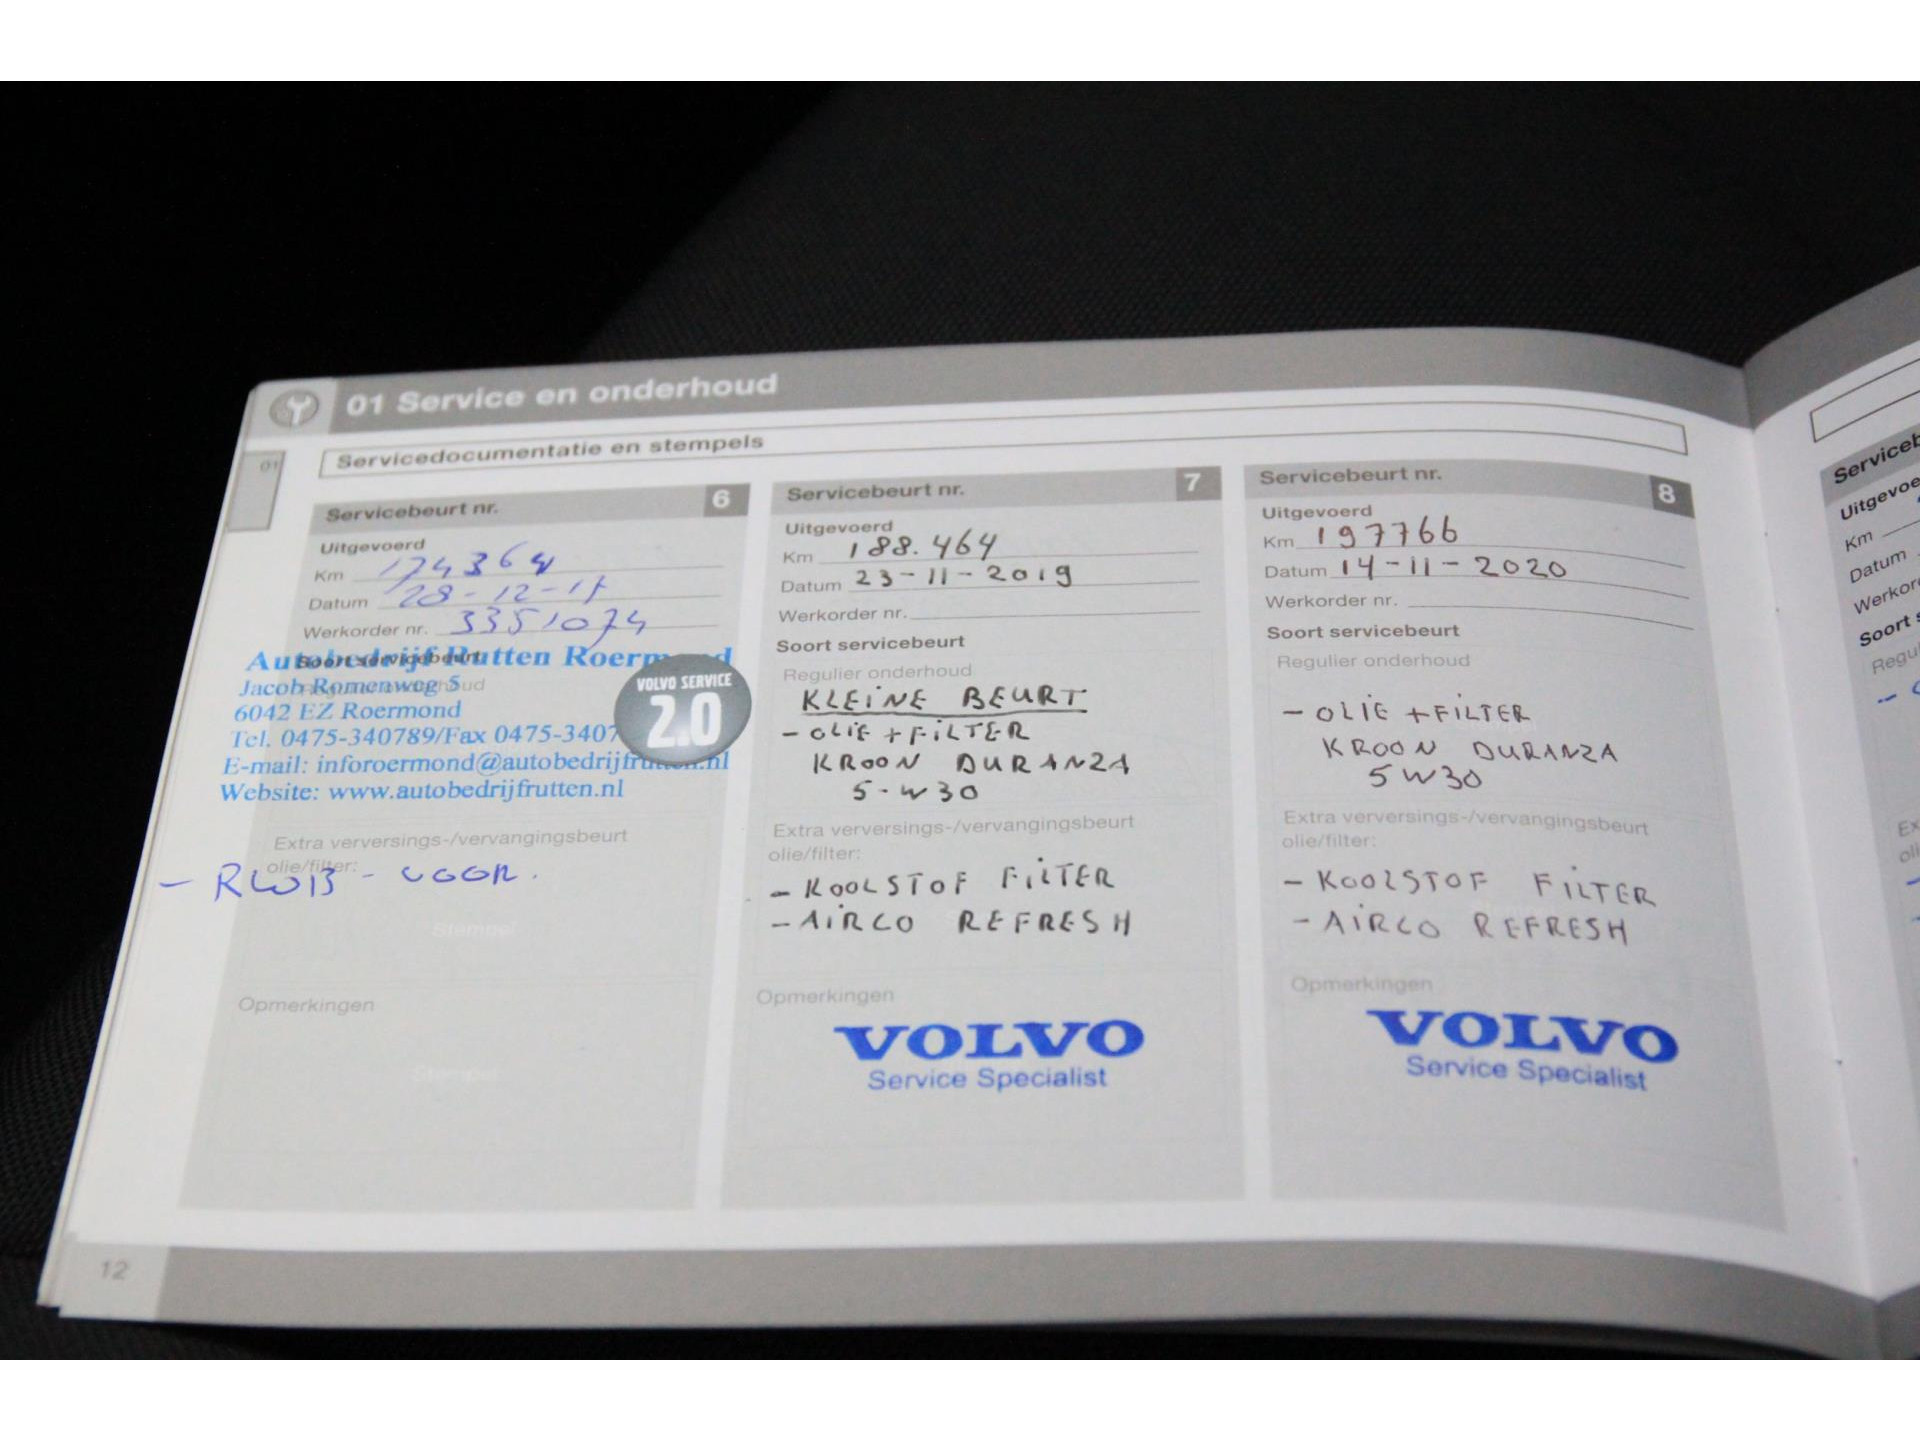 01 Service en onderhoud
01
Servicedocumentatie en stempels
Servicebeurt nr. 6
Uitgevoerd
Km 174364
Datum 28-12-17
Werkorder nr. 3351074
Soort servicebeurt
Autobedrijf Rutten Roermond
Jacob Romenweg 5
6042 EZ Roermond
Tel. 0475-340789/Fax 0475-3407
E-mail: inforoermond@autobedrijfrutten.nl
Website: www.autobedrijfrutten.nl
VOLVO SERVICE
2.0
Extra verversings-/vervangingsbeurt
olie/filter:
- RWB - VOOR.
Stempel
Opmerkingen
Stempel
Servicebeurt nr. 7
Uitgevoerd
Km 188.464
Datum 23-11-2019
Werkorder nr.
Soort servicebeurt
Regulier onderhoud
KLEINE BEURT
- OLIE + FILTER
KROON DURANZA
5-W30
Extra verversings-/vervangingsbeurt
olie/filter:
- KOOLSTOF FILTER
- AIRCO REFRESH
Opmerkingen
VOLVO
Service Specialist
Servicebeurt nr. 8
Uitgevoerd
Km 197766
Datum 14-11-2020
Werkorder nr.
Soort servicebeurt
Regulier onderhoud
- OLIE + FILTER
KROON DURANZA
5W30
Extra verversings-/vervangingsbeurt
olie/filter:
- KOOLSTOF FILTER
- AIRCO REFRESH
Opmerkingen
VOLVO
Service Specialist
12
Km
Datum